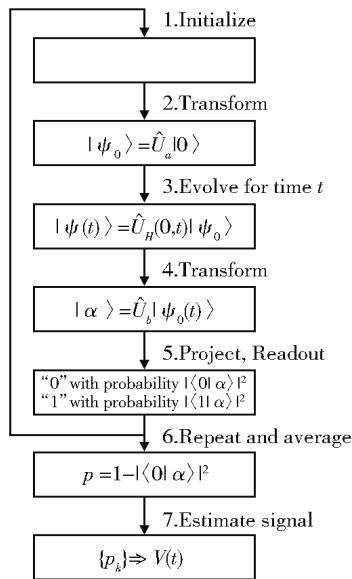 1.Initialize
2.Transform
|ψ₀⟩=Ûₐ|0⟩
3.Evolve for time t
|ψ(t)⟩=Û_H(0,t)|ψ₀⟩
4.Transform
|α⟩=Û_b|ψ₀(t)⟩
5.Project, Readout
“0” with probability |⟨0|α⟩|²
“1” with probability |⟨1|α⟩|²
6.Repeat and average
p=1-|⟨0|α⟩|²
7.Estimate signal
{p_k}⇒V(t)